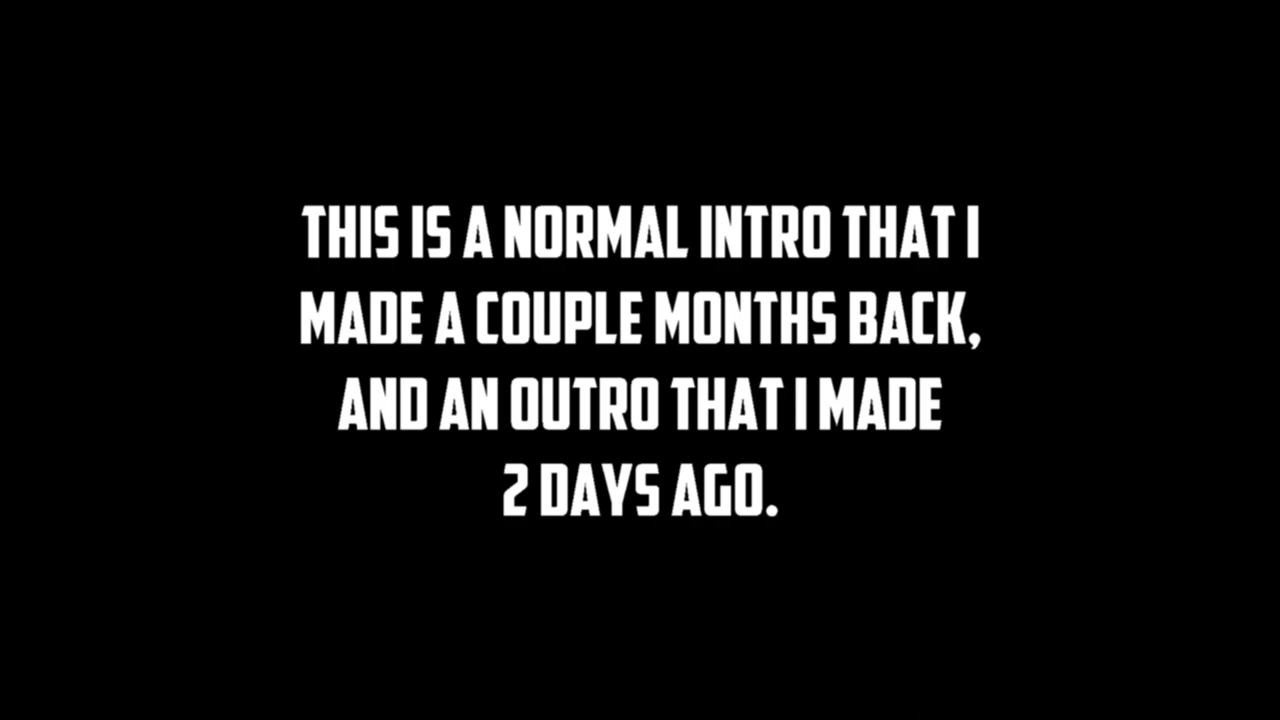 THIS IS A NORMAL INTRO THAT I
MADE A COUPLE MONTHS BACK,
AND AN OUTRO THAT I MADE
2 DAYS AGO.